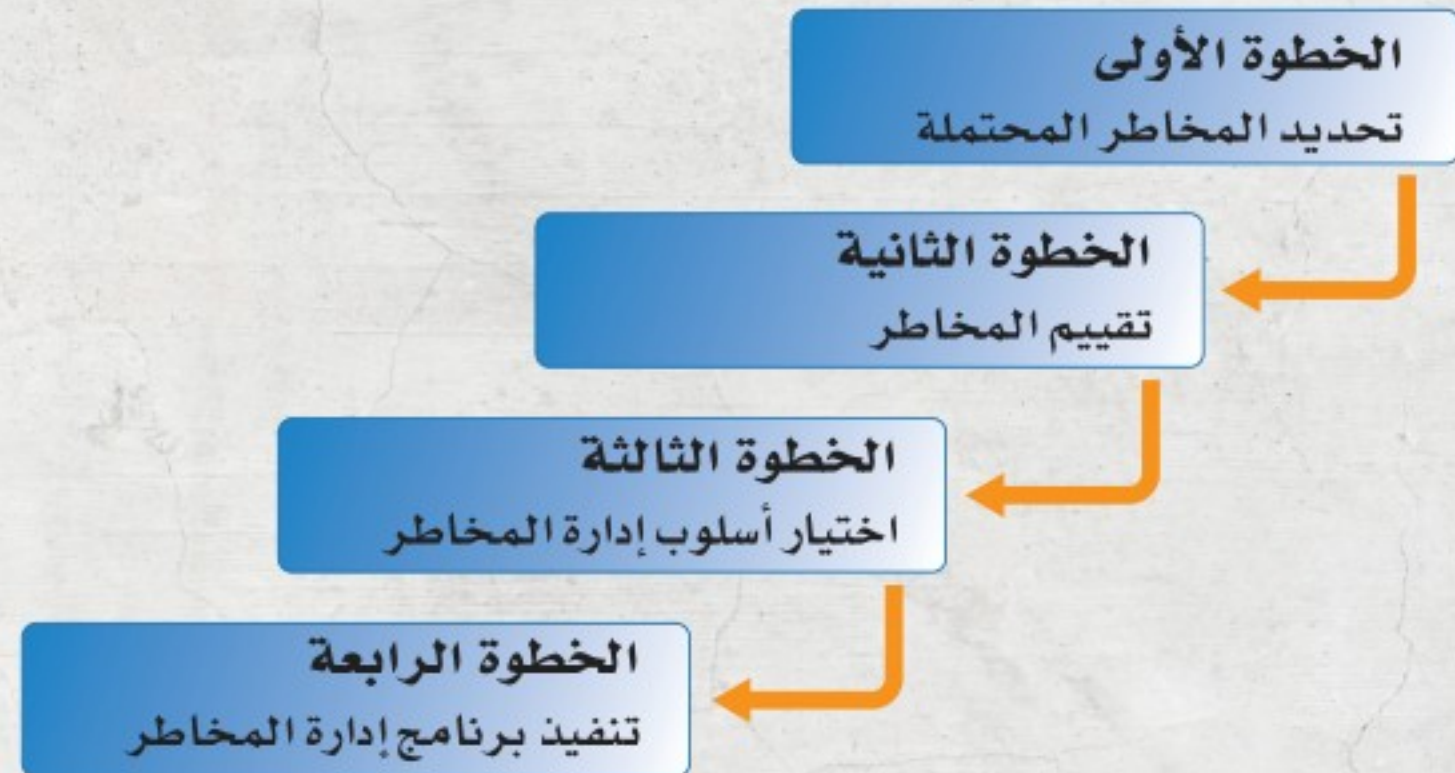 الخطوة الأولى
تحديد المخاطر المحتملة
الخطوة الثانية
تقييم المخاطر
الخطوة الثالثة
اختيار أسلوب إدارة المخاطر
الخطوة الرابعة
تنفيذ برنامج إدارة المخاطر